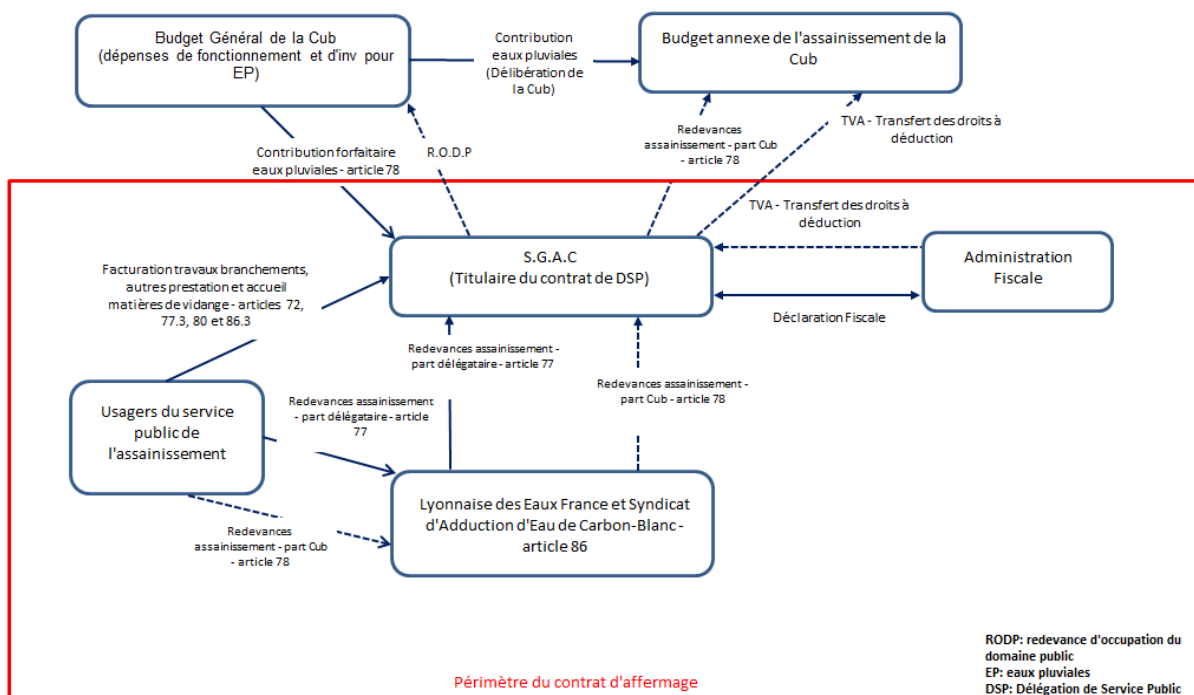 Budget Général de la Cub
(dépenses de fonctionnement et d'inv pour
EP)
Contribution
eaux pluviales
(Délibération de
la Cub)
Budget annexe de l'assainissement de la
Cub
Contribution forfaitaire
eaux pluviales - article 78
R.O.D.P
Redevances
assainissement - part Cub
- article 78
TVA - Transfert des droits à
déduction
TVA - Transfert des droits à
déduction
S.G.A.C
(Titulaire du contrat de DSP)
Administration
Fiscale
Déclaration Fiscale
Facturation travaux branchements,
autres prestation et accueil
matières de vidange - articles 72,
77.3, 80 et 86.3
Redevances assainissement -
part délégataire - article 77
Redevances assainissement -
part Cub - article 78
Usagers du service
public de
l'assainissement
Redevances assainissement
- part délégataire - article
77
Lyonnaise des Eaux France et Syndicat
d'Adduction d'Eau de Carbon-Blanc -
article 86
Redevances
assainissement - part Cub
- article 78
Périmètre du contrat d'affermage
RODP: redevance d'occupation du
domaine public
EP: eaux pluviales
DSP: Délégation de Service Public